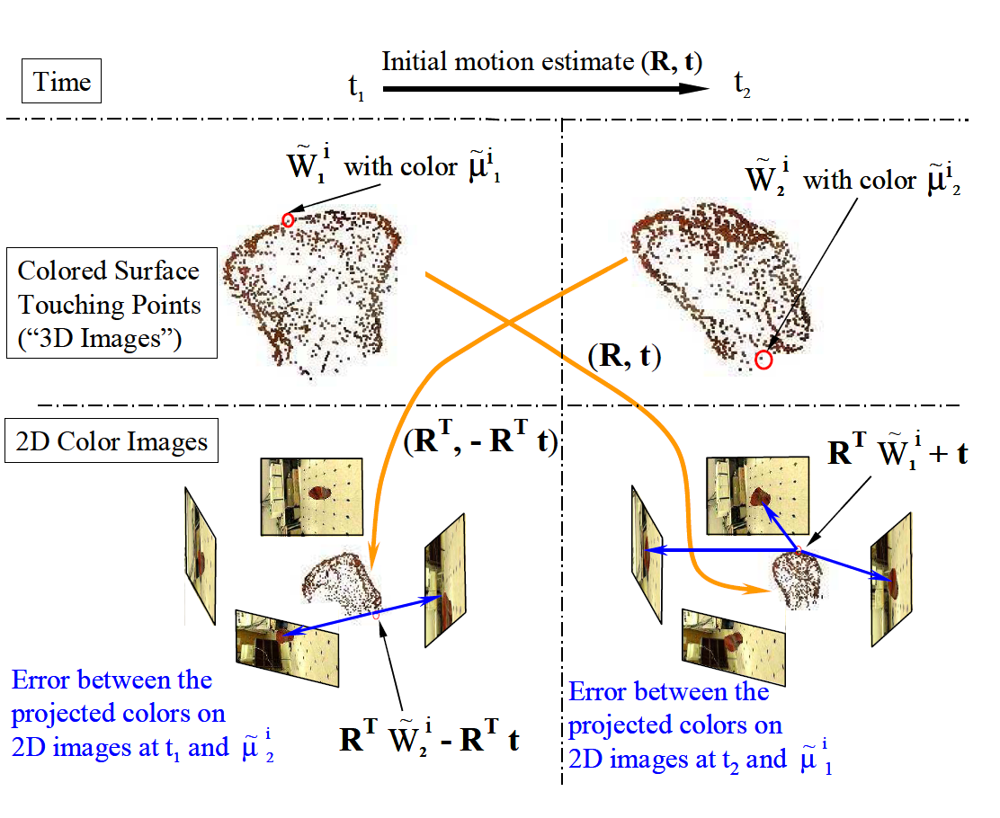 Time
Initial motion estimate (R, t)
t₁
t₂
W̃₁ⁱ with color μ̃ⁱ₁
W̃₂ⁱ with color μ̃ⁱ₂
Colored Surface
Touching Points
(“3D Images”)
(R, t)
2D Color Images
(Rᵀ, - Rᵀ t)
Rᵀ W̃₁ⁱ + t
Error between the
projected colors on
2D images at t₁ and μ̃₂ⁱ
Rᵀ W̃₂ⁱ - Rᵀ t
Error between the
projected colors on
2D images at t₂ and μ̃₁ⁱ